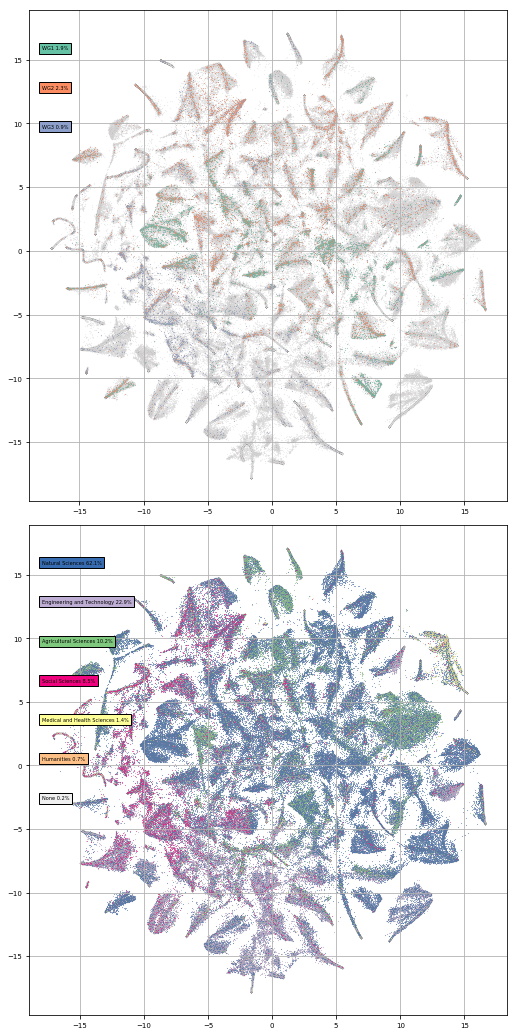 WG1 1.9%
WG2 2.3%
WG3 0.9%
15
10
5
0
−5
−10
−15
−15
−10
−5
0
5
10
15
Natural Sciences 62.1%
Engineering and Technology 22.9%
Agricultural Sciences 10.2%
Social Sciences 8.5%
Medical and Health Sciences 1.4%
Humanities 0.7%
None 0.2%
15
10
5
0
−5
−10
−15
−15
−10
−5
0
5
10
15